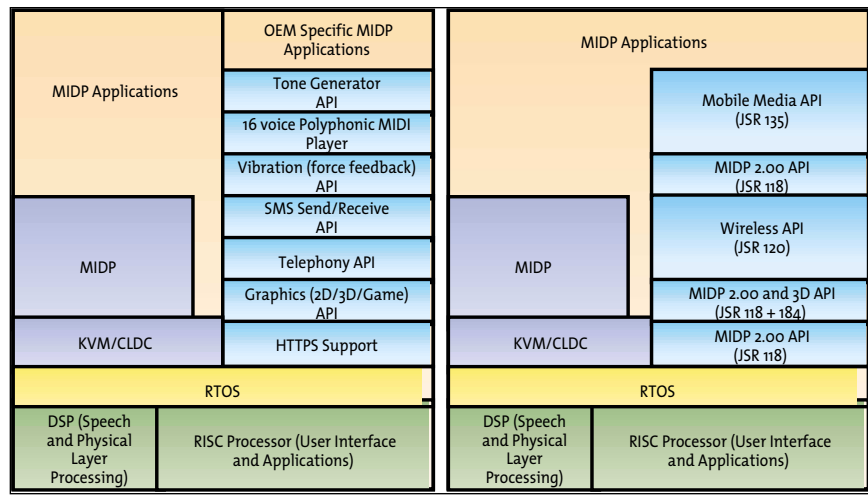 OEM Specific MIDP
Applications
MIDP Applications
Tone Generator
API
16 voice Polyphonic MIDI
Player
Vibration (force feedback)
API
SMS Send/Receive
API
MIDP
Telephony API
Graphics (2D/3D/Game)
API
KVM/CLDC
HTTPS Support
RTOS
DSP (Speech
and Physical
Layer
Processing)
RISC Processor (User Interface
and Applications)
MIDP Applications
Mobile Media API
(JSR 135)
MIDP 2.00 API
(JSR 118)
Wireless API
(JSR 120)
MIDP
MIDP 2.00 and 3D API
(JSR 118 + 184)
KVM/CLDC
MIDP 2.00 API
(JSR 118)
RTOS
DSP (Speech
and Physical
Layer
Processing)
RISC Processor (User Interface
and Applications)